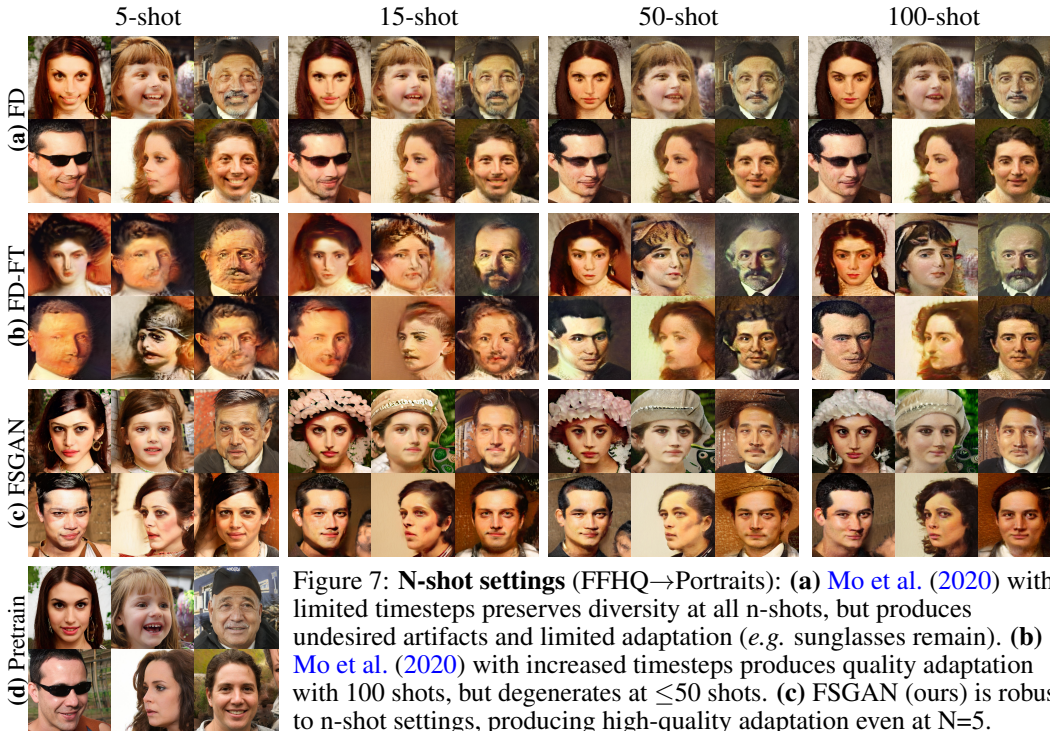 5-shot 15-shot 50-shot 100-shot
(a) FD
(b) FD-FT
(c) FSGAN
(d) Pretrain
Figure 7: N-shot settings (FFHQ→Portraits): (a) Mo et al. (2020) with
limited timesteps preserves diversity at all n-shots, but produces
undesired artifacts and limited adaptation (e.g. sunglasses remain). (b)
Mo et al. (2020) with increased timesteps produces quality adaptation
with 100 shots, but degenerates at ≤50 shots. (c) FSGAN (ours) is robus
to n-shot settings, producing high-quality adaptation even at N=5.